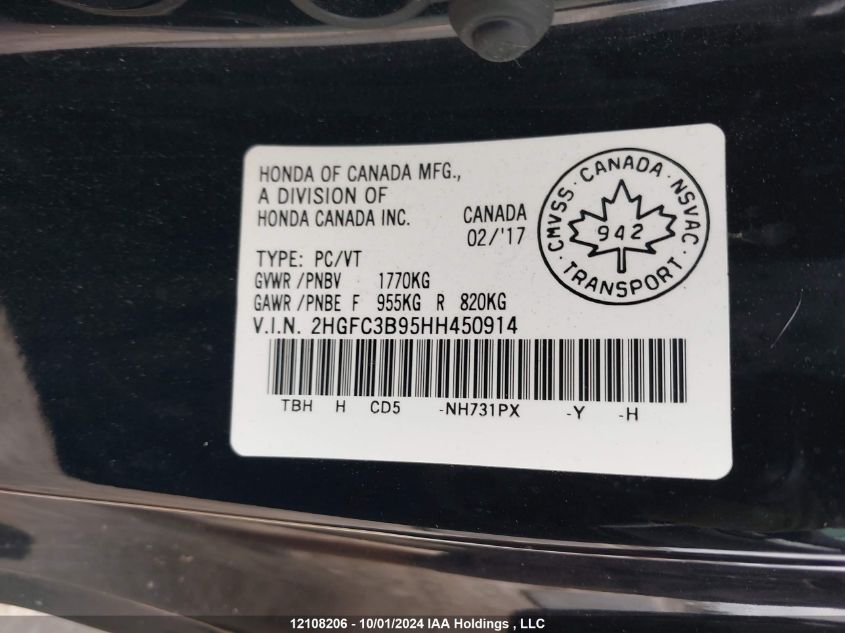 HONDA OF CANADA MFG.,
A DIVISION OF
HONDA CANADA INC.
CANADA
02/'17
CMVSS · CANADA · NSVAC
942
TRANSPORT
TYPE: PC/VT
GVWR /PNBV 1770KG
GAWR /PNBE F 955KG R 820KG
V.I.N. 2HGFC3B95HH450914
TBH H CD5 -NH731PX -Y -H
12108206 - 10/01/2024 IAA Holdings , LLC